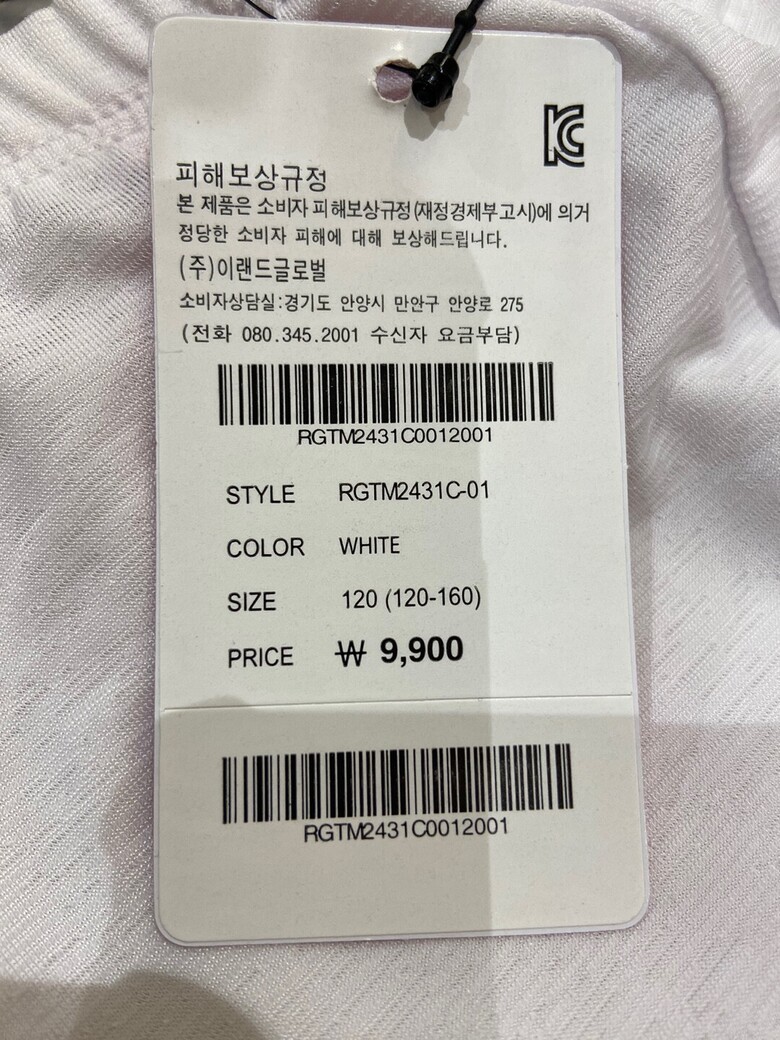 KC
피해보상규정
본 제품은 소비자 피해보상규정(재정경제부고시)에 의거
정당한 소비자 피해에 대해 보상해드립니다.
(주)이랜드글로벌
소비자상담실:경기도 안양시 만안구 안양로 275
(전화 080.345.2001 수신자 요금부담)
RGTM2431C0012001
STYLE RGTM2431C-01
COLOR WHITE
SIZE 120 (120-160)
PRICE ₩ 9,900
RGTM2431C0012001